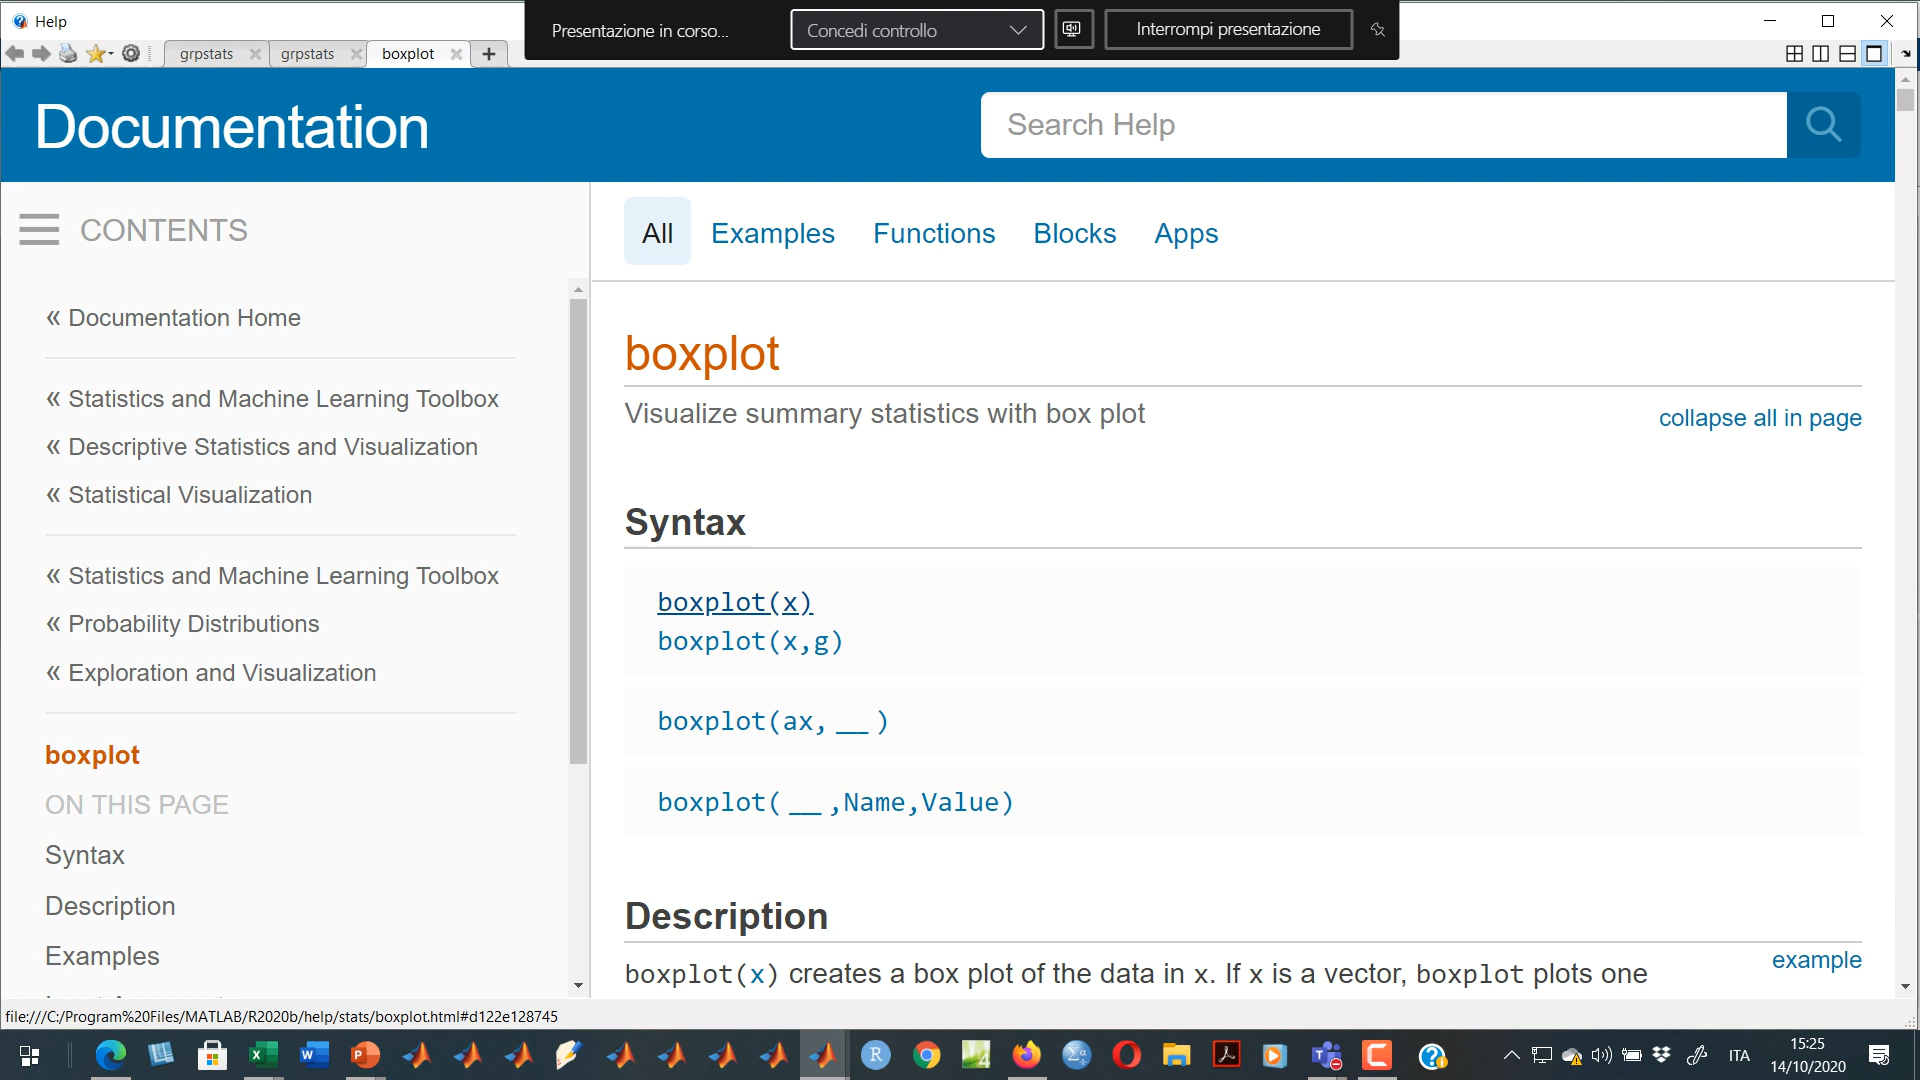 Help
Presentazione in corso...
Concedi controllo
Interrompi presentazione
grpstats
grpstats
boxplot
Documentation
Search Help
CONTENTS
All
Examples
Functions
Blocks
Apps
« Documentation Home
« Statistics and Machine Learning Toolbox
« Descriptive Statistics and Visualization
« Statistical Visualization
« Statistics and Machine Learning Toolbox
« Probability Distributions
« Exploration and Visualization
boxplot
ON THIS PAGE
Syntax
Description
Examples
boxplot
Visualize summary statistics with box plot
collapse all in page
Syntax
boxplot(x)
boxplot(x,g)
boxplot(ax, __ )
boxplot( __ ,Name,Value)
Description
example
boxplot(x) creates a box plot of the data in x. If x is a vector, boxplot plots one
file:///C:/Program%20Files/MATLAB/R2020b/help/stats/boxplot.html#d122e128745
ITA
15:25
14/10/2020